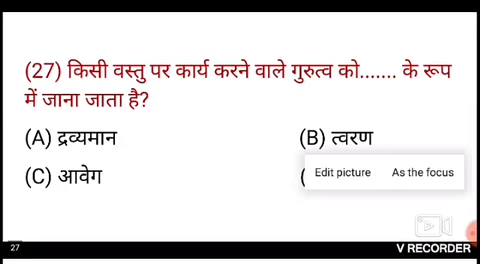 (27) किसी वस्तु पर कार्य करने वाले गुरुत्व को....... के रूप
में जाना जाता है?
(A) द्रव्यमान (B) त्वरण
(C) आवेग (
Edit picture As the focus
27 V RECORDER